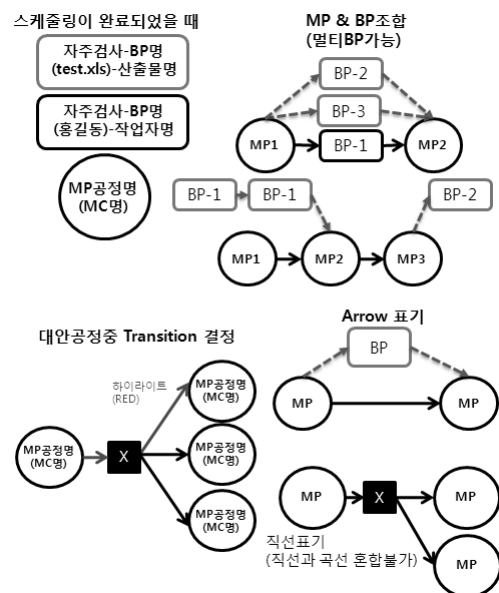 스케줄링이 완료되었을 때
자주검사-BP명
(test.xls)-산출물명
자주검사-BP명
(홍길동)-작업자명
MP공정명
(MC명)
MP & BP조합
(멀티BP가능)
BP-2
BP-3
MP1
BP-1
MP2
BP-1
BP-1
BP-2
MP1
MP2
MP3
대안공정중 Transition 결정
하이라이트
(RED)
MP공정명
(MC명)
X
MP공정명
(MC명)
MP공정명
(MC명)
MP공정명
(MC명)
Arrow 표기
BP
MP
MP
MP
X
MP
MP
직선표기
(직선과 곡선 혼합불가)